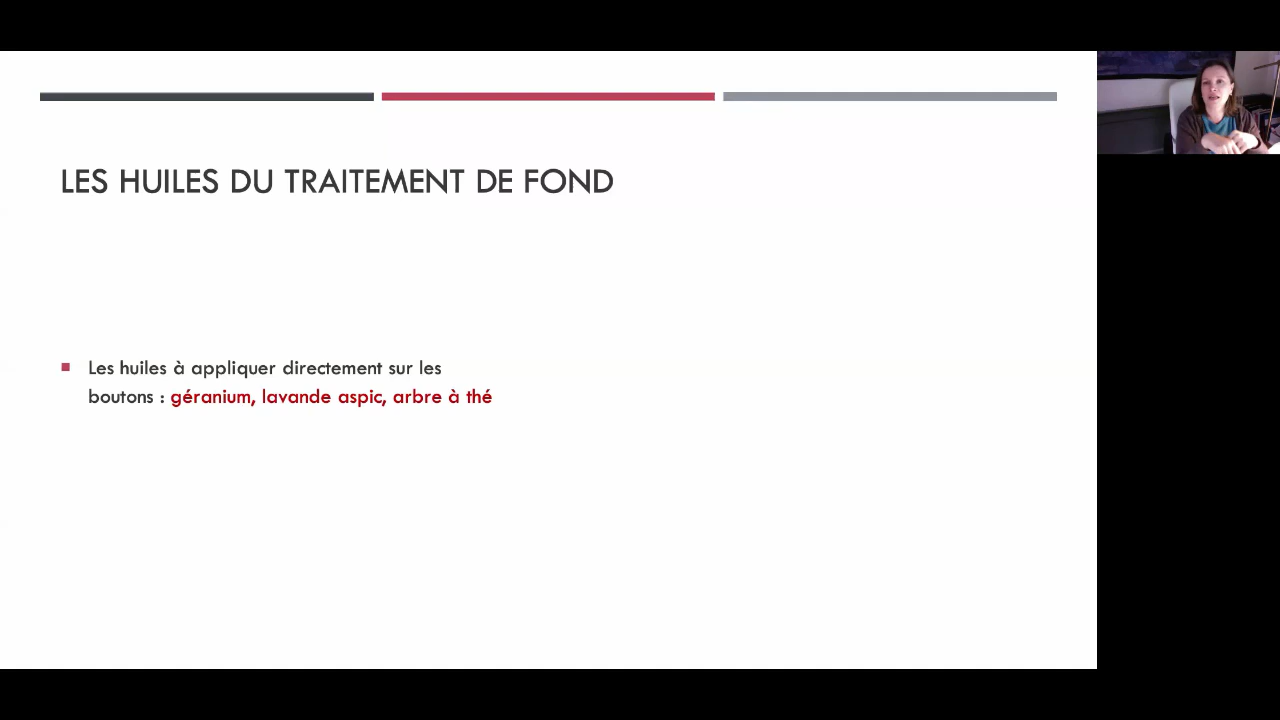 LES HUILES DU TRAITEMENT DE FOND
Les huiles à appliquer directement sur les
boutons : géranium, lavande aspic, arbre à thé